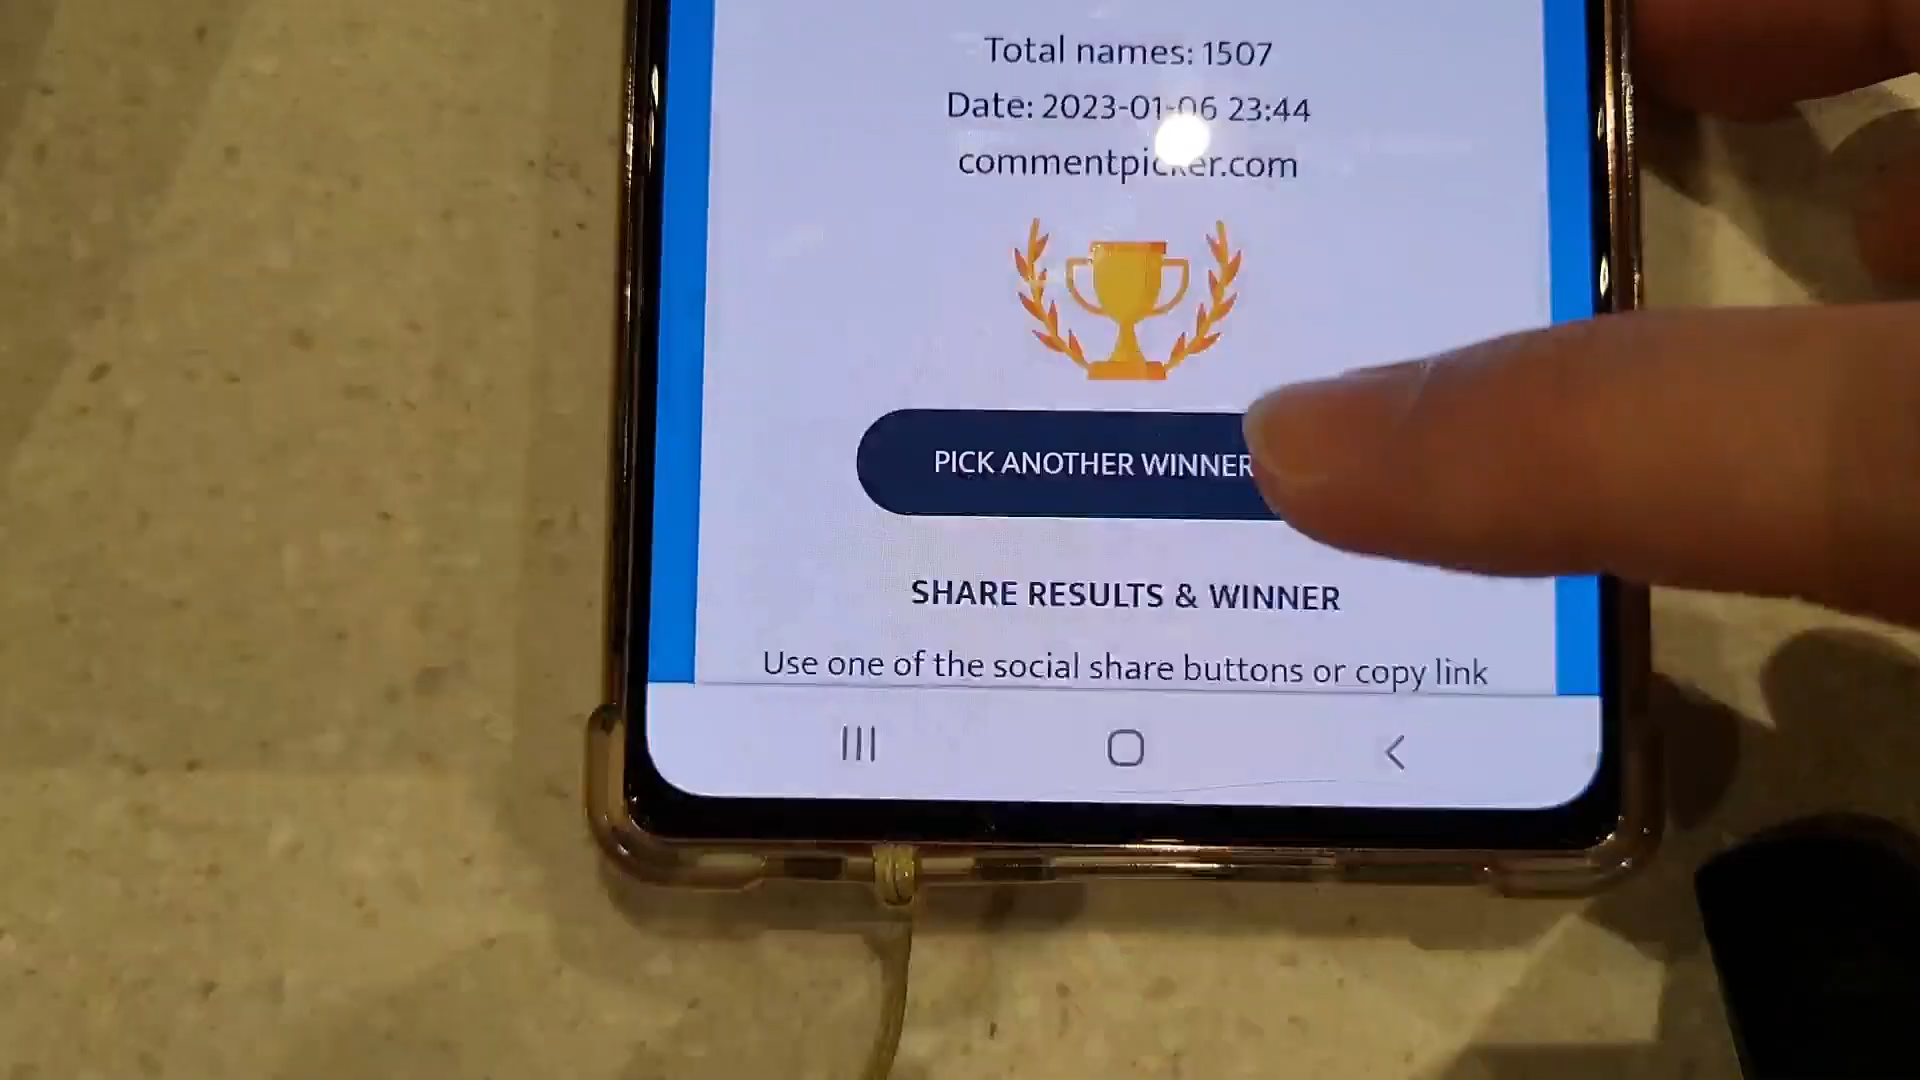 Total names: 1507
Date: 2023-01-06 23:44
commentpicker.com
PICK ANOTHER WINNER
SHARE RESULTS & WINNER
Use one of the social share buttons or copy link